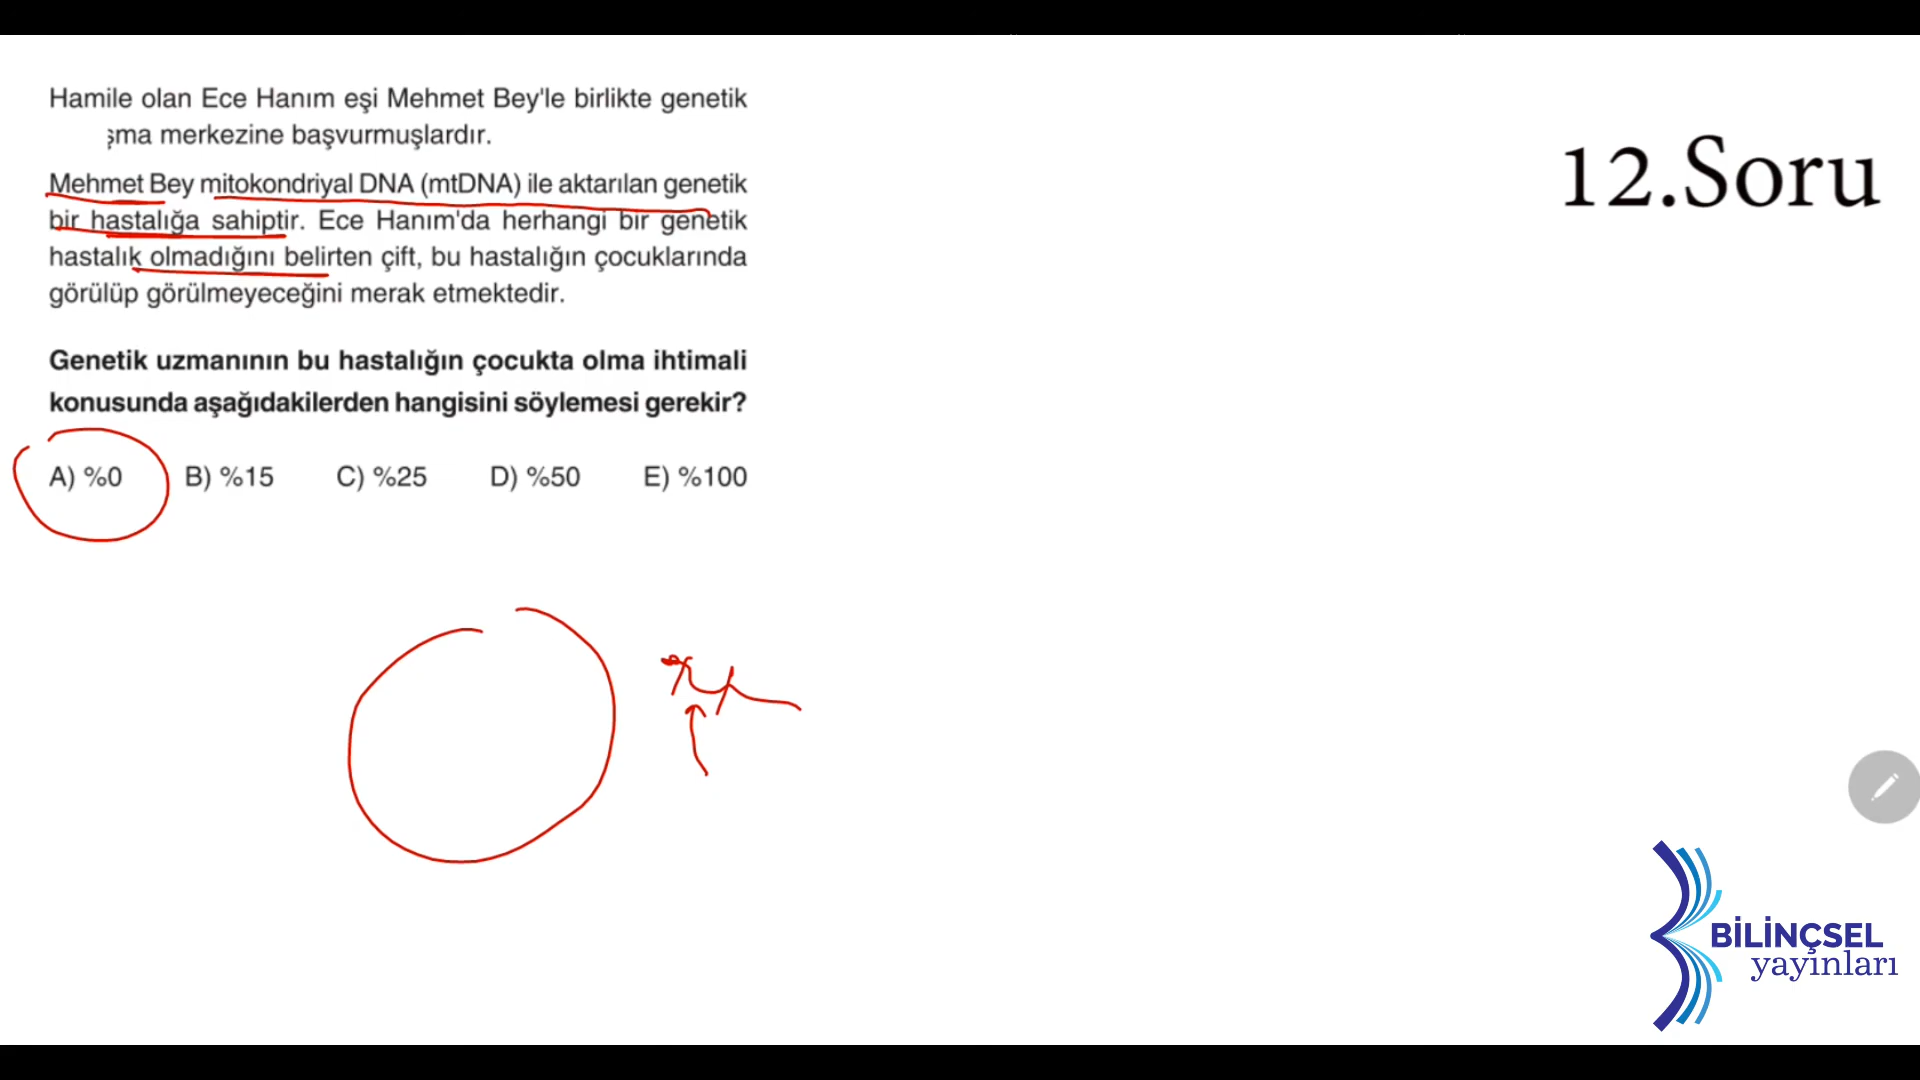 Hamile olan Ece Hanım eşi Mehmet Bey'le birlikte genetik
şma merkezine başvurmuşlardır.
Mehmet Bey mitokondriyal DNA (mtDNA) ile aktarılan genetik
bir hastalığa sahiptir. Ece Hanım'da herhangi bir genetik
hastalık olmadığını belirten çift, bu hastalığın çocuklarında
görülüp görülmeyeceğini merak etmektedir.
Genetik uzmanının bu hastalığın çocukta olma ihtimali
konusunda aşağıdakilerden hangisini söylemesi gerekir?
A) %0 B) %15 C) %25 D) %50 E) %100
12.Soru
BİLİNÇSEL
yayınları